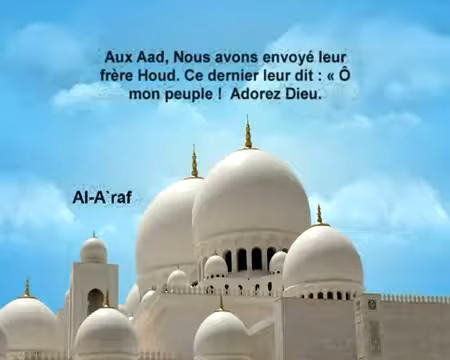 Aux Aad, Nous avons envoyé leur
frère Houd. Ce dernier leur dit : « Ô
mon peuple !  Adorez Dieu.
Al-A`raf